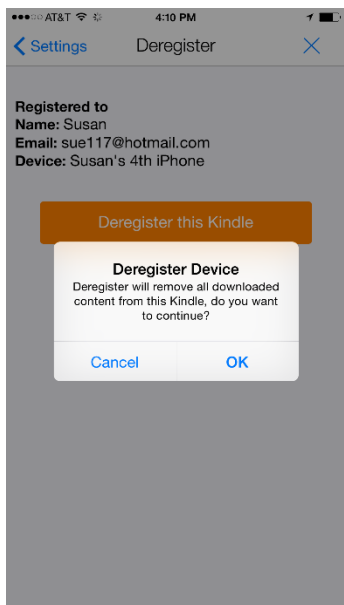 AT&T 4:10 PM
Settings Deregister
Registered to
Name: Susan
Email: sue117@hotmail.com
Device: Susan's 4th iPhone
Deregister this Kindle
Deregister Device
Deregister will remove all downloaded
content from this Kindle, do you want
to continue?
Cancel OK